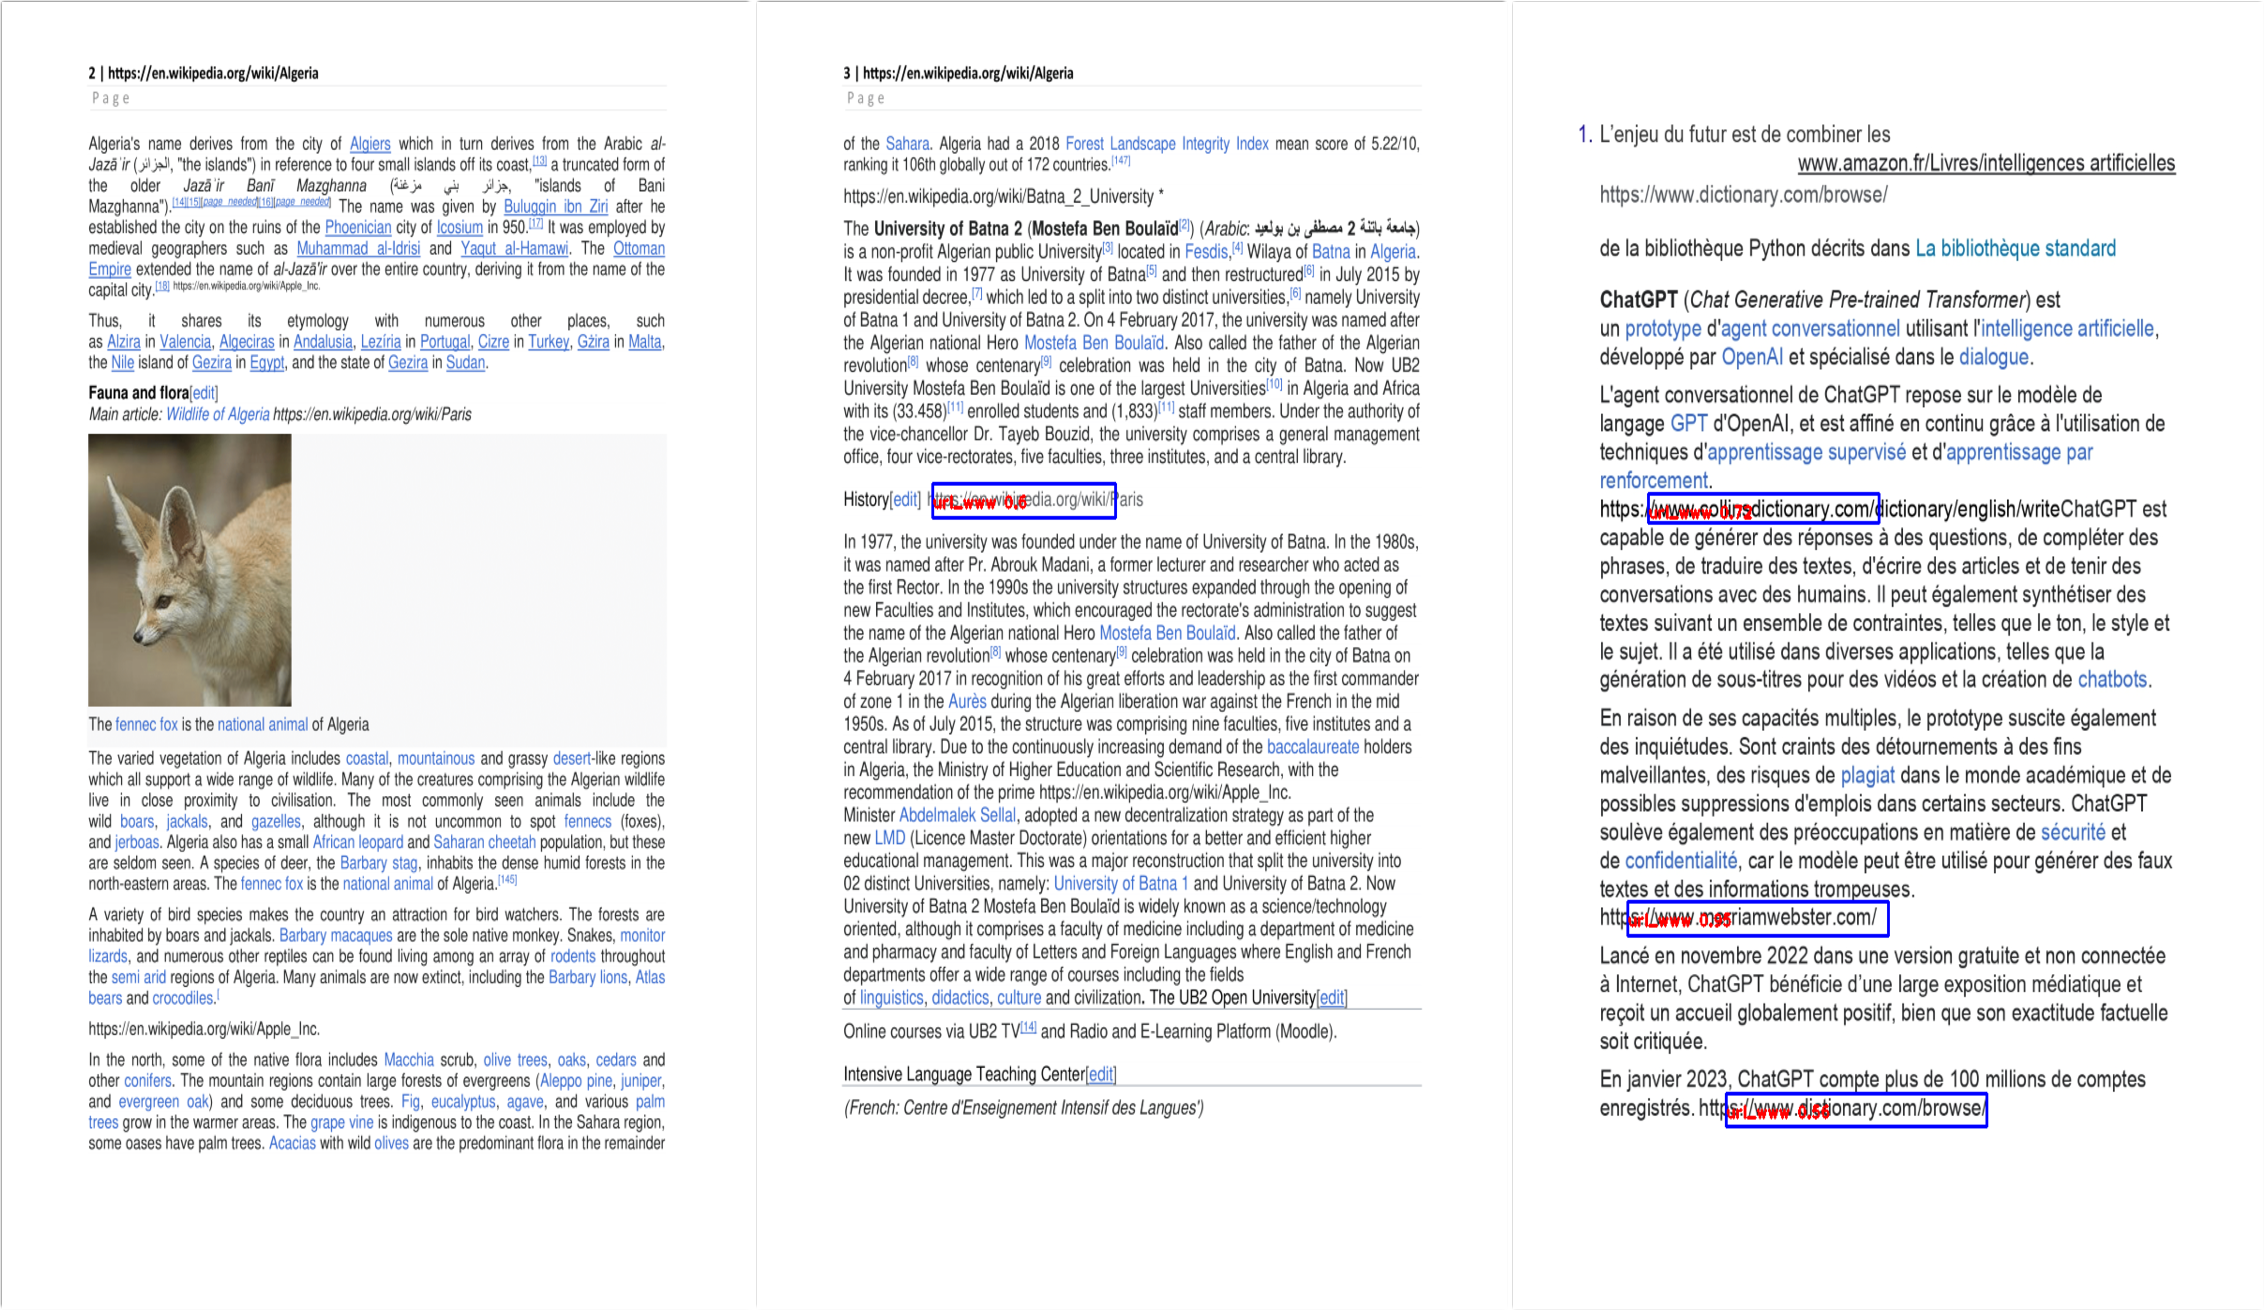 2 | https://en.wikipedia.org/wiki/Algeria
Page
Algeria's name derives from the city of Algiers which in turn derives from the Arabic al-
Jazāʾir (الجزائر, "the islands") in reference to four small islands off its coast,[13] a truncated form of
the older Jazāʾir Banī Mazghanna (جزائر بني مزغنة, "islands of Bani
Mazghanna").[14][15][page needed][16][page needed] The name was given by Buluggin ibn Ziri after he
established the city on the ruins of the Phoenician city of Icosium in 950.[17] It was employed by
medieval geographers such as Muhammad al-Idrisi and Yaqut al-Hamawi. The Ottoman
Empire extended the name of al-Jazā'ir over the entire country, deriving it from the name of the
capital city.[18] https://en.wikipedia.org/wiki/Apple_Inc.
Thus, it shares its etymology with numerous other places, such
as Alzira in Valencia, Algeciras in Andalusia, Lezíria in Portugal, Cizre in Turkey, Gżira in Malta,
the Nile island of Gezira in Egypt, and the state of Gezira in Sudan.
Fauna and flora[edit]
Main article: Wildlife of Algeria https://en.wikipedia.org/wiki/Paris
The fennec fox is the national animal of Algeria
The varied vegetation of Algeria includes coastal, mountainous and grassy desert-like regions
which all support a wide range of wildlife. Many of the creatures comprising the Algerian wildlife
live in close proximity to civilisation. The most commonly seen animals include the
wild boars, jackals, and gazelles, although it is not uncommon to spot fennecs (foxes),
and jerboas. Algeria also has a small African leopard and Saharan cheetah population, but these
are seldom seen. A species of deer, the Barbary stag, inhabits the dense humid forests in the
north-eastern areas. The fennec fox is the national animal of Algeria.[145]
A variety of bird species makes the country an attraction for bird watchers. The forests are
inhabited by boars and jackals. Barbary macaques are the sole native monkey. Snakes, monitor
lizards, and numerous other reptiles can be found living among an array of rodents throughout
the semi arid regions of Algeria. Many animals are now extinct, including the Barbary lions, Atlas
bears and crocodiles.[
https://en.wikipedia.org/wiki/Apple_Inc.
In the north, some of the native flora includes Macchia scrub, olive trees, oaks, cedars and
other conifers. The mountain regions contain large forests of evergreens (Aleppo pine, juniper,
and evergreen oak) and some deciduous trees. Fig, eucalyptus, agave, and various palm
trees grow in the warmer areas. The grape vine is indigenous to the coast. In the Sahara region,
some oases have palm trees. Acacias with wild olives are the predominant flora in the remainder
3 | https://en.wikipedia.org/wiki/Algeria
Page
of the Sahara. Algeria had a 2018 Forest Landscape Integrity Index mean score of 5.22/10,
ranking it 106th globally out of 172 countries.[147]
https://en.wikipedia.org/wiki/Batna_2_University *
The University of Batna 2 (Mostefa Ben Boulaïd[2]) (Arabic: جامعة باتنة 2 مصطفى بن بولعيد)
is a non-profit Algerian public University[3] located in Fesdis,[4] Wilaya of Batna in Algeria.
It was founded in 1977 as University of Batna[5] and then restructured[6] in July 2015 by
presidential decree,[7] which led to a split into two distinct universities,[6] namely University
of Batna 1 and University of Batna 2. On 4 February 2017, the university was named after
the Algerian national Hero Mostefa Ben Boulaïd. Also called the father of the Algerian
revolution[8] whose centenary[9] celebration was held in the city of Batna. Now UB2
University Mostefa Ben Boulaïd is one of the largest Universities[10] in Algeria and Africa
with its (33.458)[11] enrolled students and (1,833)[11] staff members. Under the authority of
the vice-chancellor Dr. Tayeb Bouzid, the university comprises a general management
office, four vice-rectorates, five faculties, three institutes, and a central library.
History[edit] https://en.wikipedia.org/wiki/Paris
url_www 0.6
In 1977, the university was founded under the name of University of Batna. In the 1980s,
it was named after Pr. Abrouk Madani, a former lecturer and researcher who acted as
the first Rector. In the 1990s the university structures expanded through the opening of
new Faculties and Institutes, which encouraged the rectorate's administration to suggest
the name of the Algerian national Hero Mostefa Ben Boulaïd. Also called the father of
the Algerian revolution[8] whose centenary[9] celebration was held in the city of Batna on
4 February 2017 in recognition of his great efforts and leadership as the first commander
of zone 1 in the Aurès during the Algerian liberation war against the French in the mid
1950s. As of July 2015, the structure was comprising nine faculties, five institutes and a
central library. Due to the continuously increasing demand of the baccalaureate holders
in Algeria, the Ministry of Higher Education and Scientific Research, with the
recommendation of the prime https://en.wikipedia.org/wiki/Apple_Inc.
Minister Abdelmalek Sellal, adopted a new decentralization strategy as part of the
new LMD (Licence Master Doctorate) orientations for a better and efficient higher
educational management. This was a major reconstruction that split the university into
02 distinct Universities, namely: University of Batna 1 and University of Batna 2. Now
University of Batna 2 Mostefa Ben Boulaïd is widely known as a science/technology
oriented, although it comprises a faculty of medicine including a department of medicine
and pharmacy and faculty of Letters and Foreign Languages where English and French
departments offer a wide range of courses including the fields
of linguistics, didactics, culture and civilization. The UB2 Open University[edit]
Online courses via UB2 TV[14] and Radio and E-Learning Platform (Moodle).
Intensive Language Teaching Center[edit]
(French: Centre d'Enseignement Intensif des Langues')
1. L'enjeu du futur est de combiner les
www.amazon.fr/Livres/intelligences artificielles
https://www.dictionary.com/browse/
de la bibliothèque Python décrits dans La bibliothèque standard
ChatGPT (Chat Generative Pre-trained Transformer) est
un prototype d'agent conversationnel utilisant l'intelligence artificielle,
développé par OpenAI et spécialisé dans le dialogue.
L'agent conversationnel de ChatGPT repose sur le modèle de
langage GPT d'OpenAI, et est affiné en continu grâce à l'utilisation de
techniques d'apprentissage supervisé et d'apprentissage par
renforcement.
https://www.collinsdictionary.com/dictionary/english/writeChatGPT est
url_www 0.72
capable de générer des réponses à des questions, de compléter des
phrases, de traduire des textes, d'écrire des articles et de tenir des
conversations avec des humains. Il peut également synthétiser des
textes suivant un ensemble de contraintes, telles que le ton, le style et
le sujet. Il a été utilisé dans diverses applications, telles que la
génération de sous-titres pour des vidéos et la création de chatbots.
En raison de ses capacités multiples, le prototype suscite également
des inquiétudes. Sont craints des détournements à des fins
malveillantes, des risques de plagiat dans le monde académique et de
possibles suppressions d'emplois dans certains secteurs. ChatGPT
soulève également des préoccupations en matière de sécurité et
de confidentialité, car le modèle peut être utilisé pour générer des faux
textes et des informations trompeuses.
https://www.merriamwebster.com/
url_www
Lancé en novembre 2022 dans une version gratuite et non connectée
à Internet, ChatGPT bénéficie d'une large exposition médiatique et
reçoit un accueil globalement positif, bien que son exactitude factuelle
soit critiquée.
En janvier 2023, ChatGPT compte plus de 100 millions de comptes
enregistrés. https://www.dictionary.com/browse/
url_www